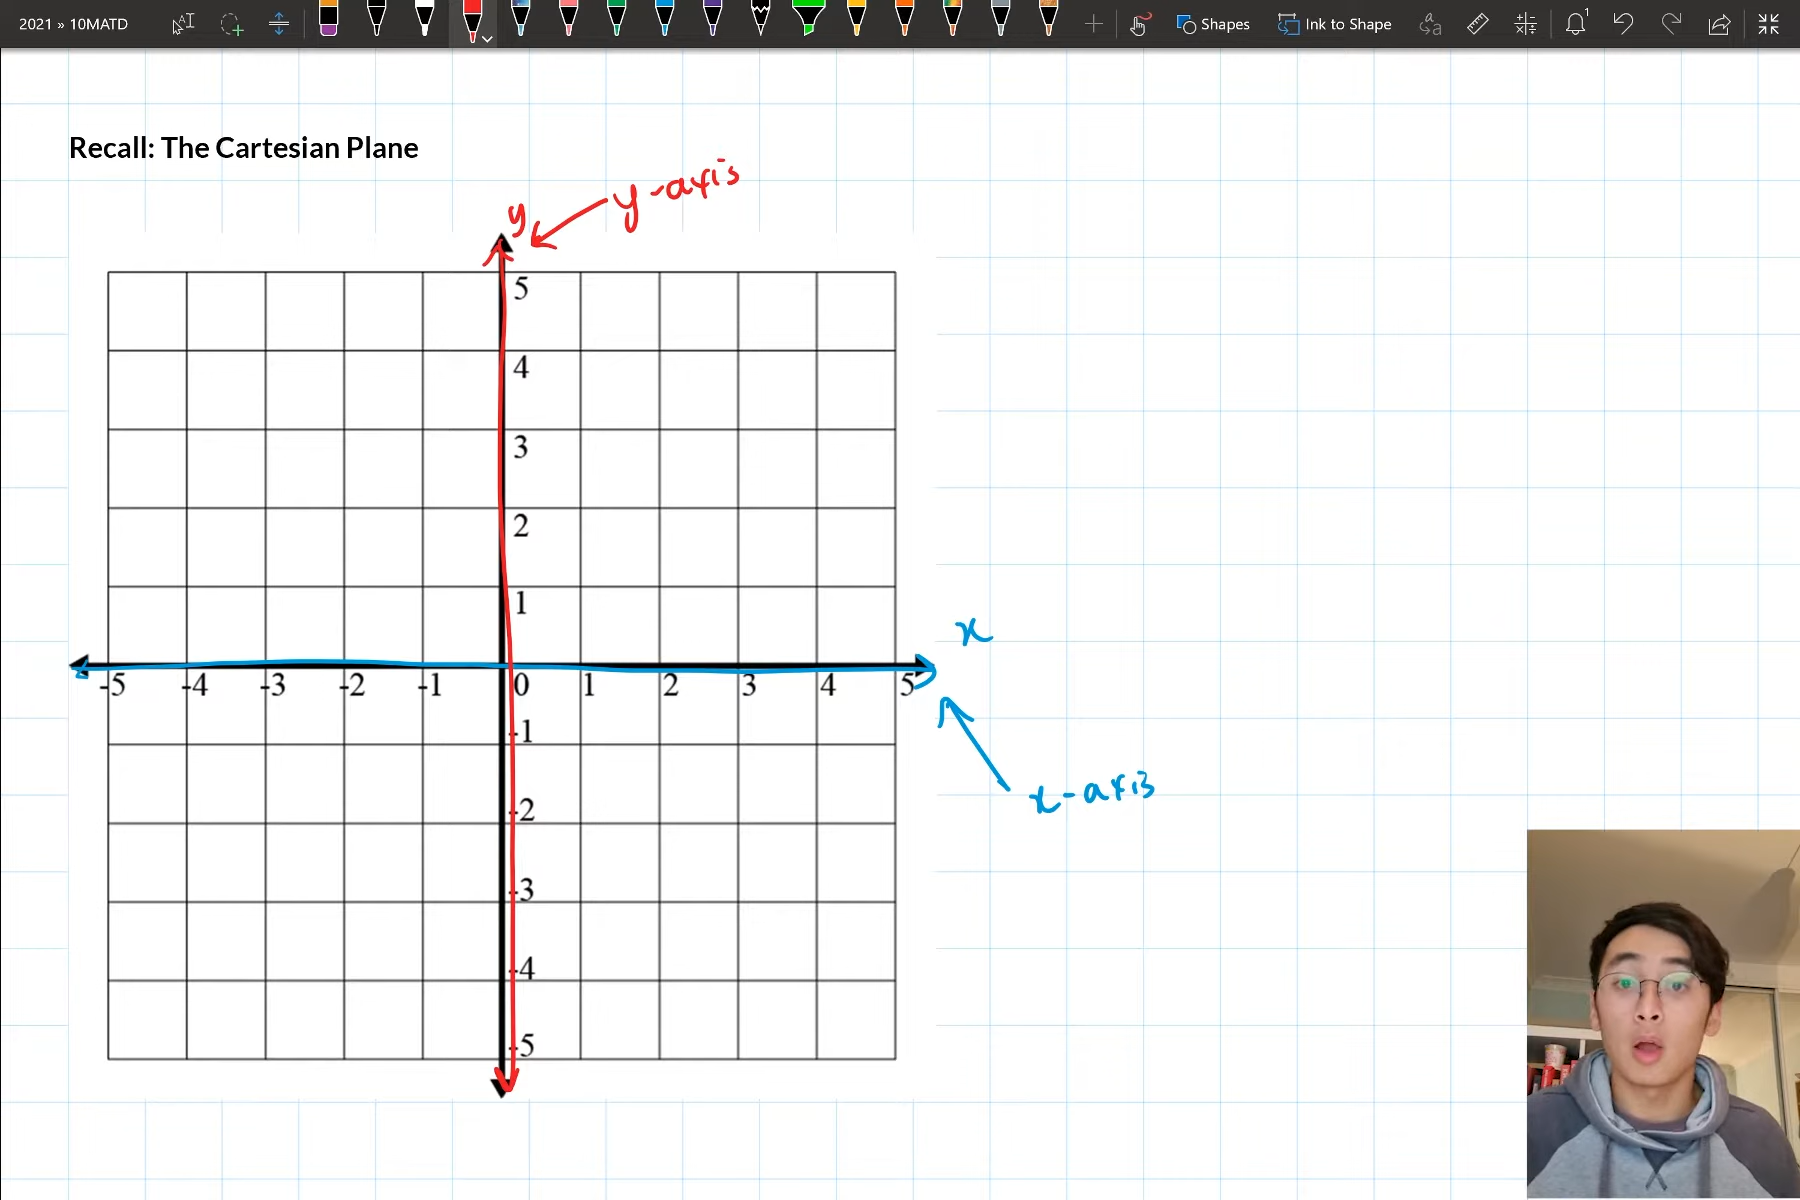 2021 » 10MATD
Shapes
Ink to Shape
1
Recall: The Cartesian Plane
y-axis
y
5
4
3
2
1
x
-5 -4 -3 -2 -1 0 1 2 3 4 5
-1
-2
-3
-4
-5
x-axis